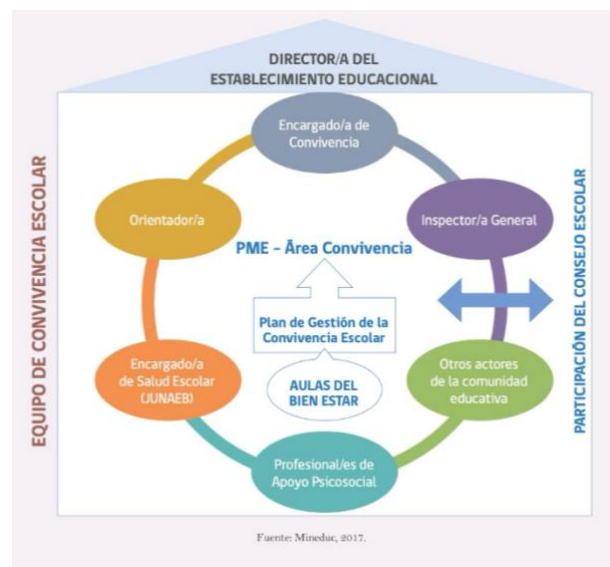 DIRECTOR/A DEL
ESTABLECIMIENTO EDUCACIONAL
EQUIPO DE CONVIVENCIA ESCOLAR
Encargado/a de
Convivencia
Orientador/a
Inspector/a General
PME – Área Convivencia
Plan de Gestión de la
Convivencia Escolar
AULAS DEL
BIEN ESTAR
Encargado/a
de Salud Escolar
(JUNAEB)
Otros actores
de la comunidad
educativa
Profesional/es de
Apoyo Psicosocial
PARTICIPACIÓN DEL CONSEJO ESCOLAR
Fuente: Mineduc, 2017.